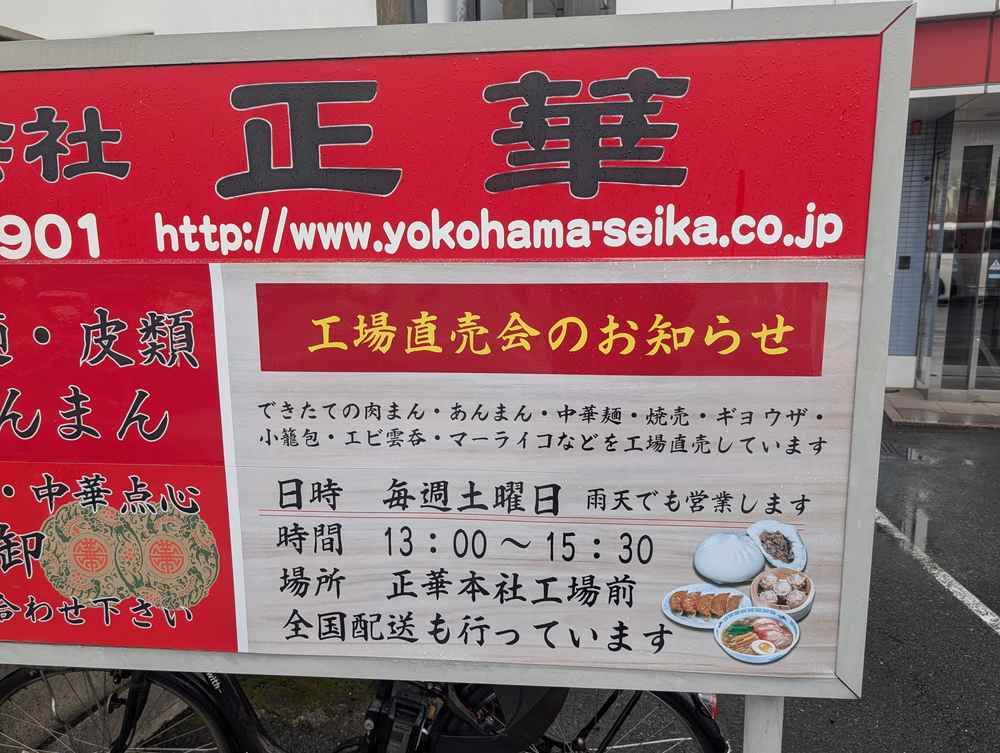 会社 正華
901 http://www.yokohama-seika.co.jp
・皮類
んまん
・中華点心
御
合わせ下さい
工場直売会のお知らせ
できたての肉まん・あんまん・中華麺・焼売・ギョウザ・
小籠包・エビ雲呑・マーライコなどを工場直売しています
日時 毎週土曜日 雨天でも営業します
時間 13：00～15：30
場所 正華本社工場前
全国配送も行っています